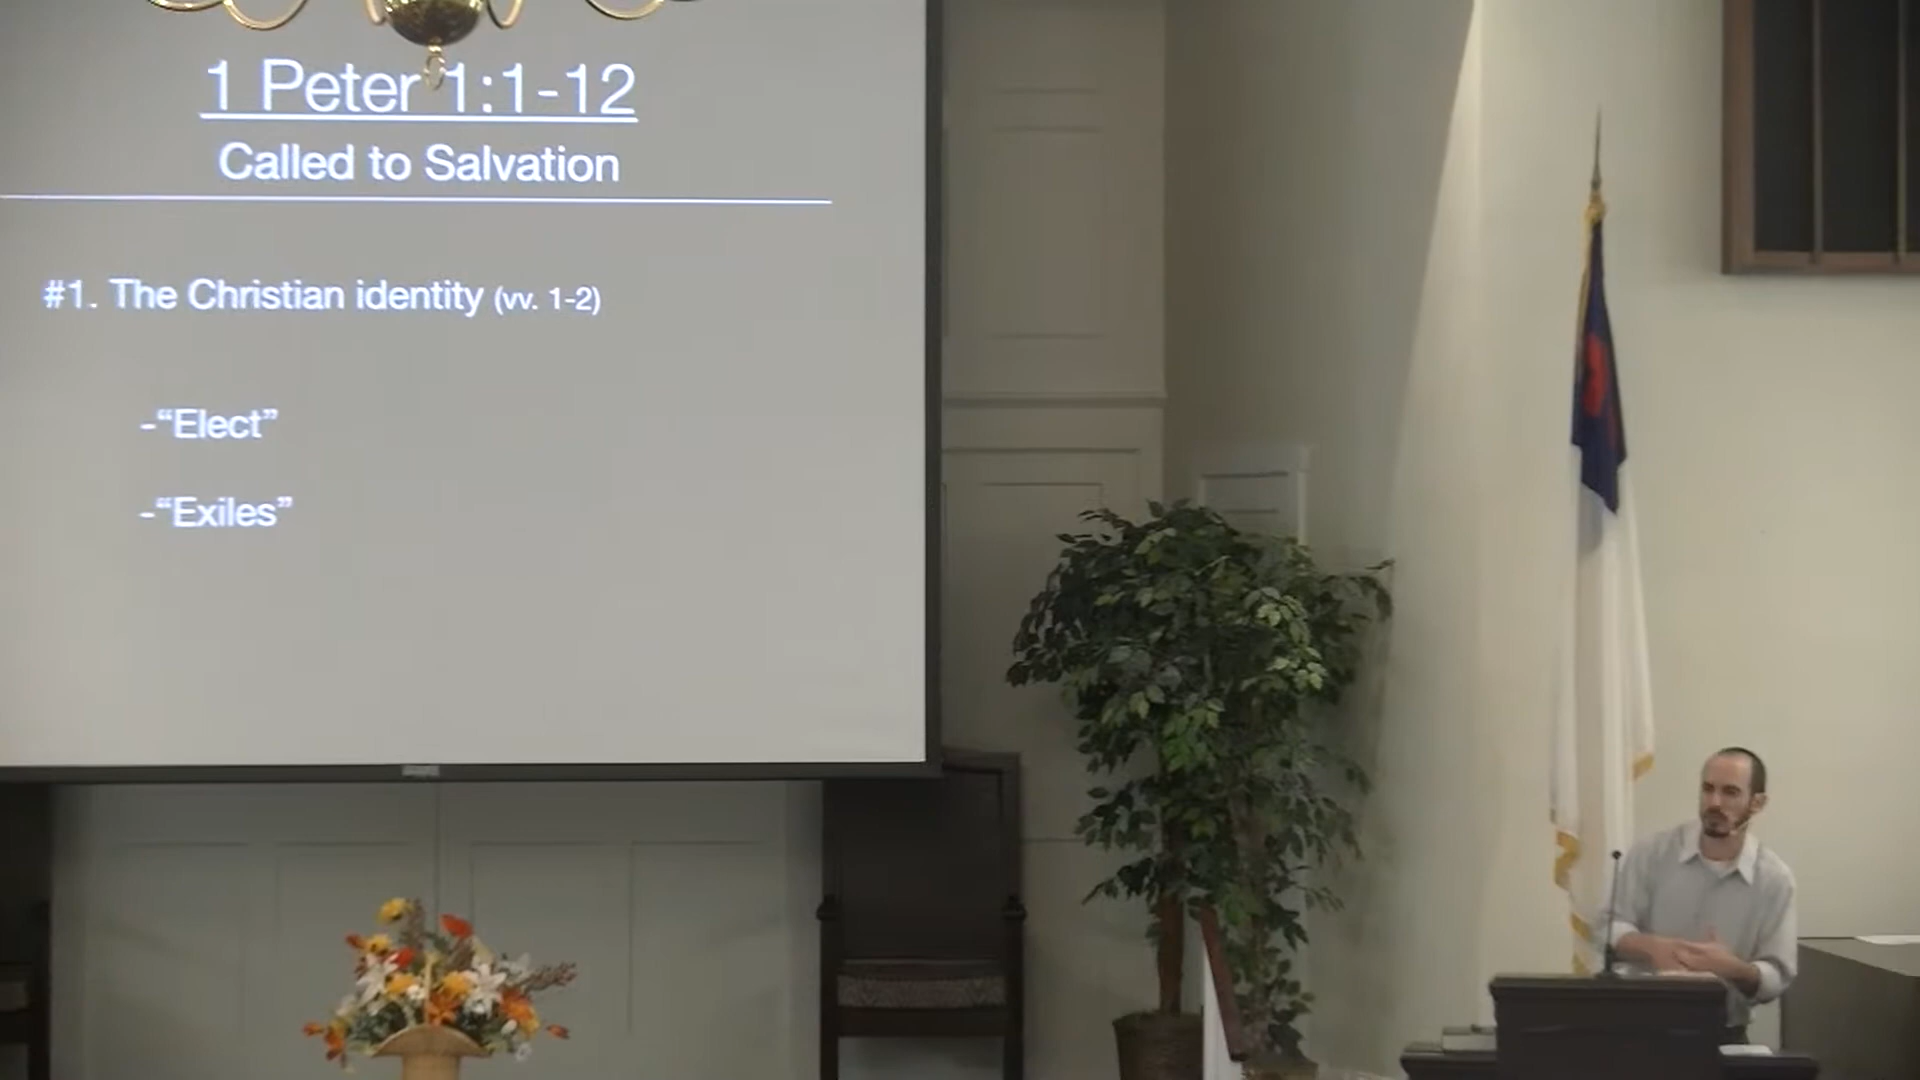 1 Peter 1:1-12
Called to Salvation
#1. The Christian identity (vv. 1-2)
-“Elect”
-“Exiles”